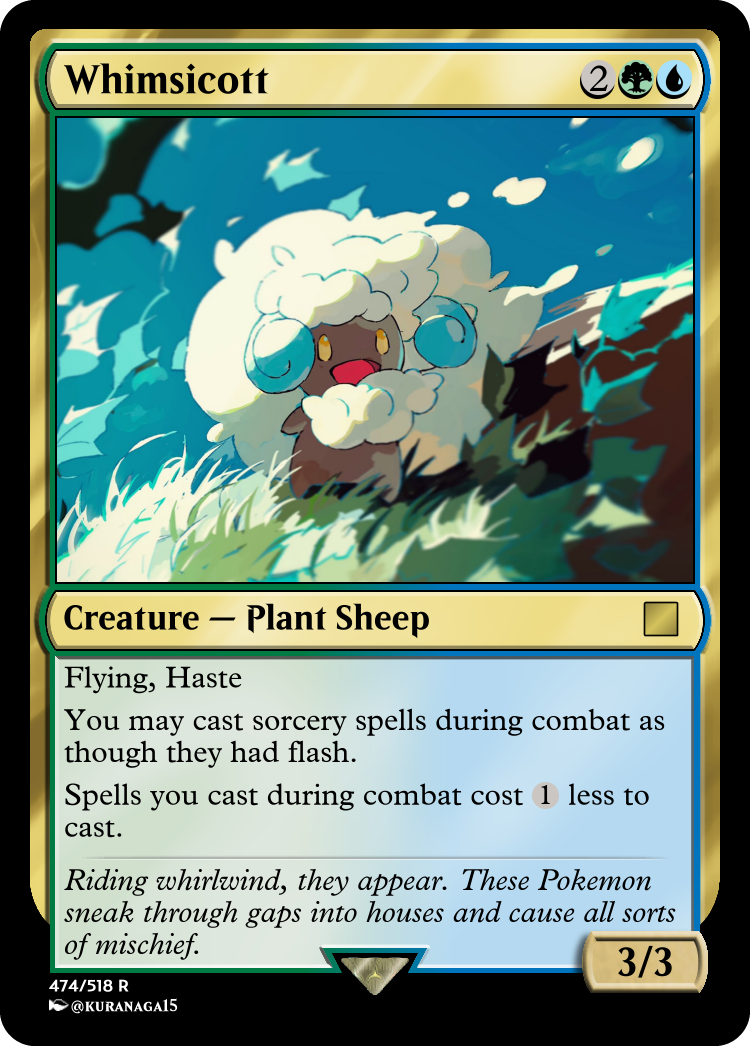 Whimsicott 2
Creature — Plant Sheep
Flying, Haste
You may cast sorcery spells during combat as
though they had flash.
Spells you cast during combat cost 1 less to
cast.
Riding whirlwind, they appear. These Pokemon
sneak through gaps into houses and cause all sorts
of mischief.
3/3
474/518 R
@KURANAGA15